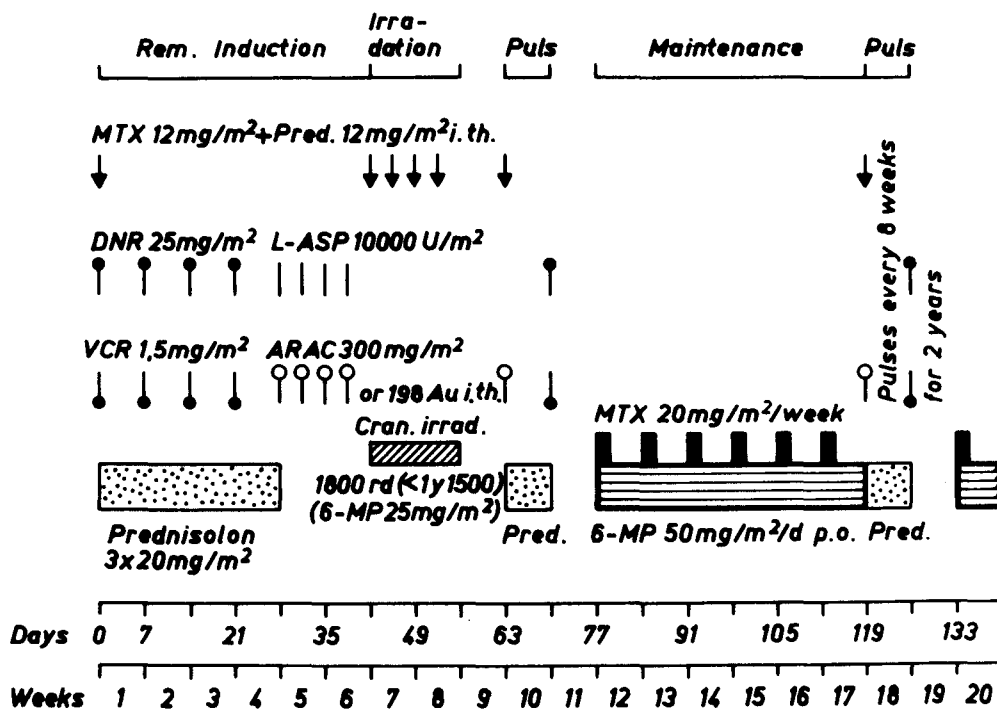 Irra-
Rem. Induction dation Puls Maintenance Puls
MTX 12mg/m²+Pred. 12mg/m² i.th.
DNR 25mg/m² L-ASP 10000 U/m²
VCR 1,5mg/m² ARAC 300mg/m²
or 198 Au i.th.
Cran. irrad.
1800 rd (<1y 1500)
(6-MP 25mg/m²)
Prednisolon
3x20mg/m²
Pred.
MTX 20mg/m²/week
6-MP 50mg/m²/d p.o. Pred.
Pulses every 8 weeks
for 2 years
Days 0 7 21 35 49 63 77 91 105 119 133
Weeks 1 2 3 4 5 6 7 8 9 10 11 12 13 14 15 16 17 18 19 20